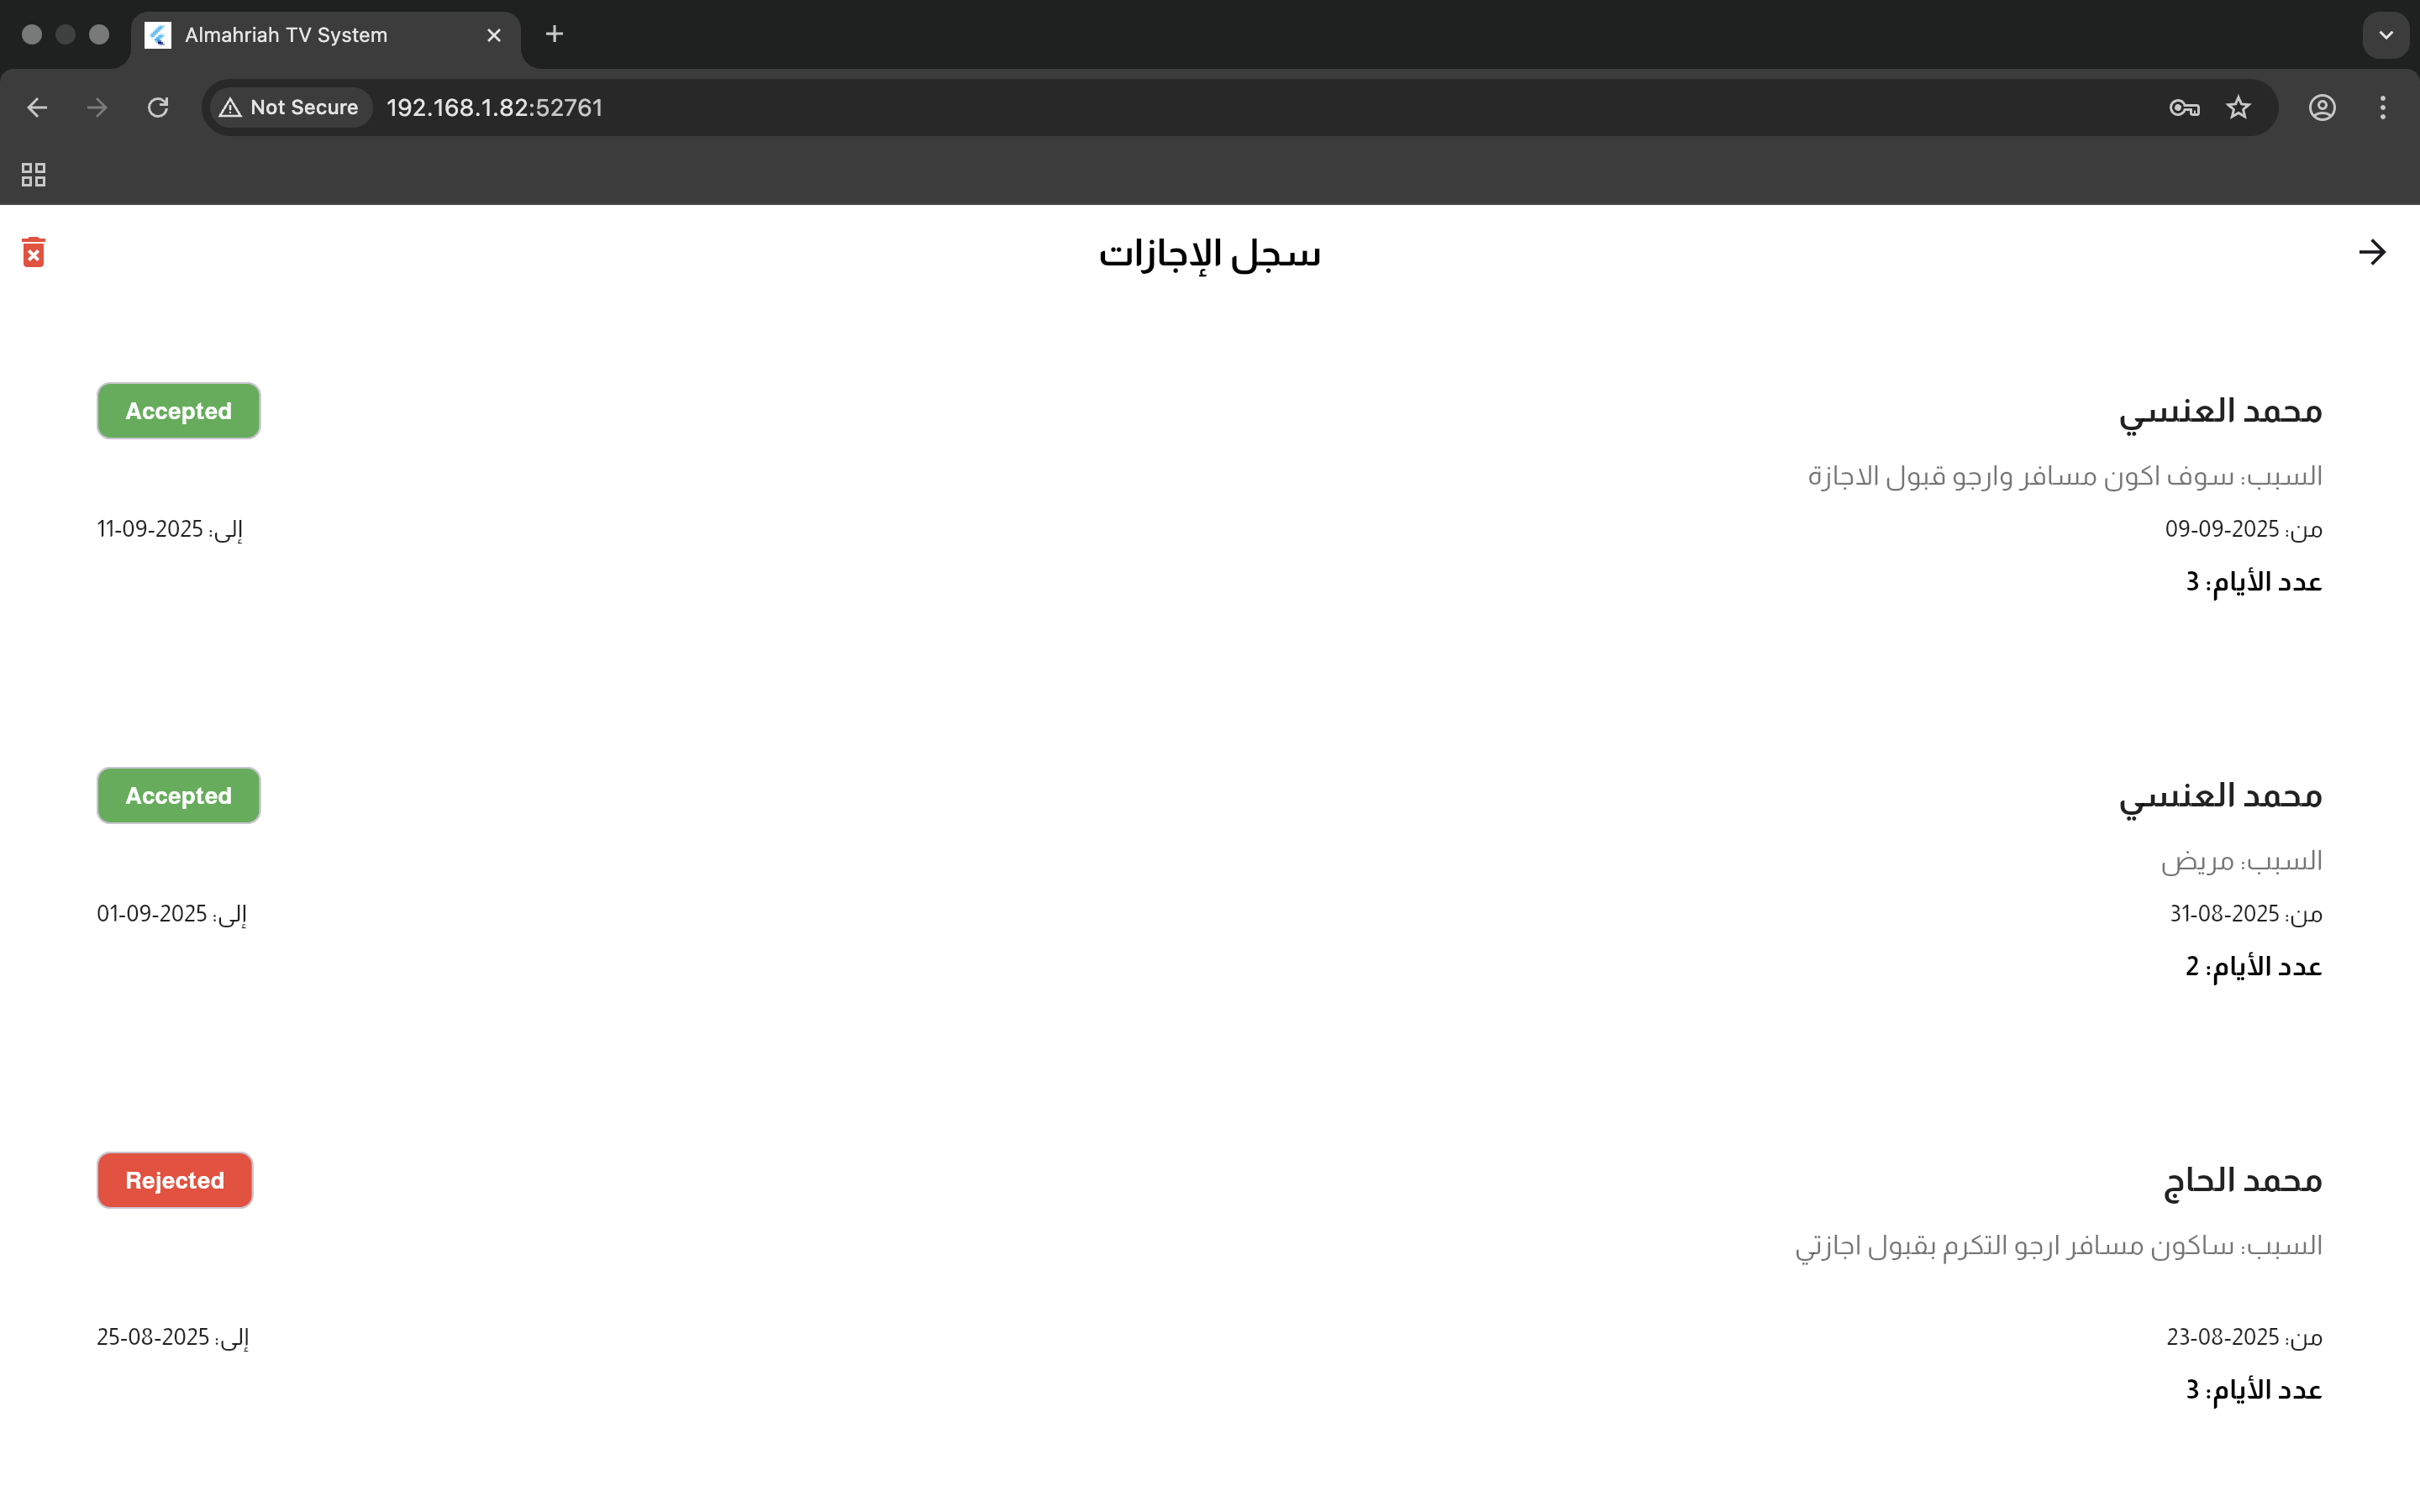 Almahriah TV System
Not Secure 192.168.1.82:52761
سجل الإجازات
محمد العنسي
Accepted
السبب: سوف اكون مسافر وارجو قبول الاجازة
من: 2025-09-09
إلى: 2025-09-11
عدد الأيام: 3
محمد العنسي
Accepted
السبب: مريض
من: 2025-08-31
إلى: 2025-09-01
عدد الأيام: 2
محمد الحاج
Rejected
السبب: ساكون مسافر ارجو التكرم بقبول اجازتي
من: 2025-08-23
إلى: 2025-08-25
عدد الأيام: 3